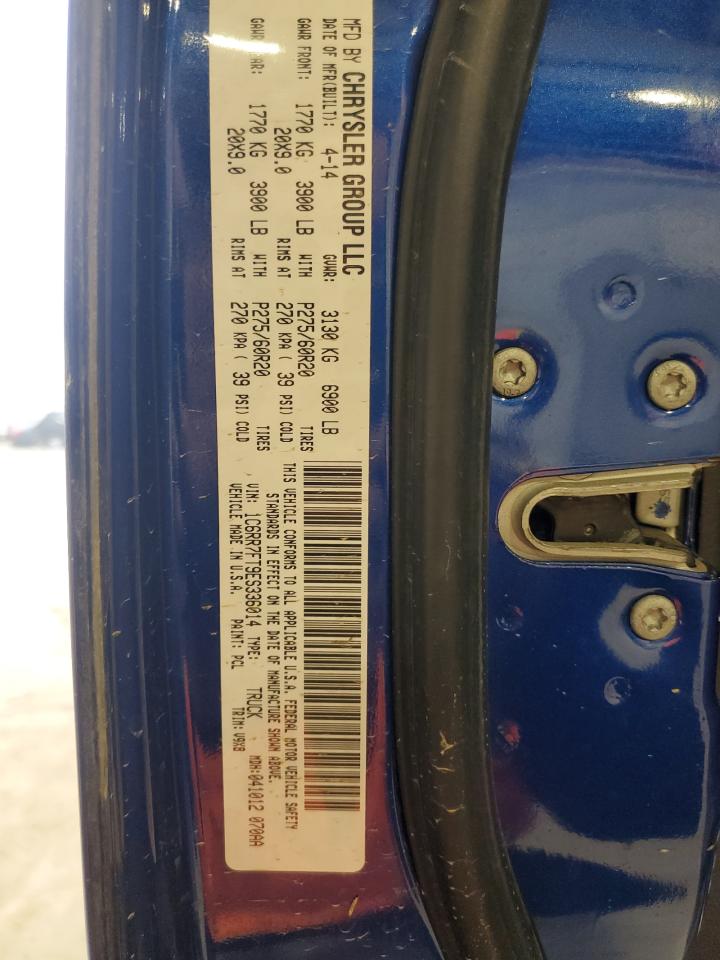 MFD BY CHRYSLER GROUP LLC
DATE OF MFR(BUILT): 4-14 GVWR: 3130 KG 6900 LB
GAWR FRONT: 1770 KG 3900 LB WITH P275/60R20 TIRES
20X9.0 RIMS AT 270 KPA ( 39 PSI) COLD
GAWR REAR: 1770 KG 3900 LB WITH P275/60R20 TIRES
20X9.0 RIMS AT 270 KPA ( 39 PSI) COLD
THIS VEHICLE CONFORMS TO ALL APPLICABLE U.S.A. FEDERAL MOTOR VEHICLE SAFETY
STANDARDS IN EFFECT ON THE DATE OF MANUFACTURE SHOWN ABOVE.
VIN: 1C6RR7FT9ES336014 TYPE: TRUCK MDH:041012 070AA
VEHICLE MADE IN U.S.A. PAINT: PCL TRIM: V9X8